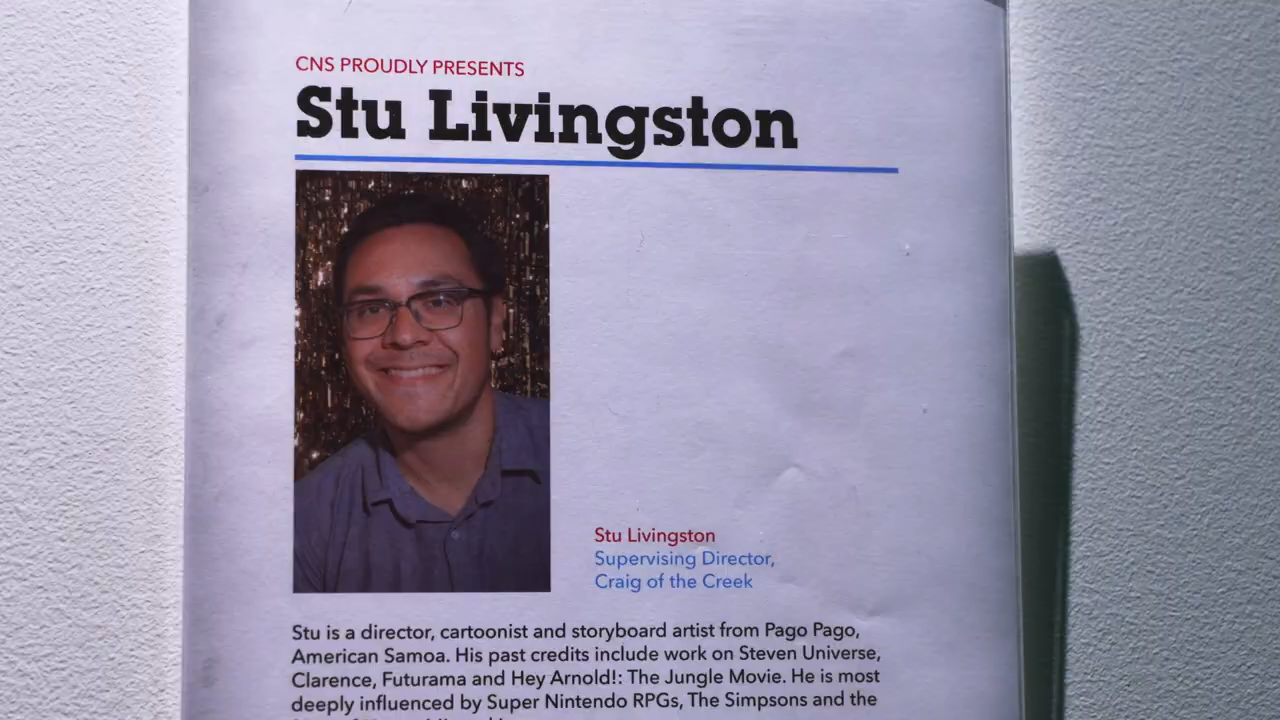 CNS PROUDLY PRESENTS
Stu Livingston
Stu Livingston
Supervising Director,
Craig of the Creek
Stu is a director, cartoonist and storyboard artist from Pago Pago,
American Samoa. His past credits include work on Steven Universe,
Clarence, Futurama and Hey Arnold!: The Jungle Movie. He is most
deeply influenced by Super Nintendo RPGs, The Simpsons and the